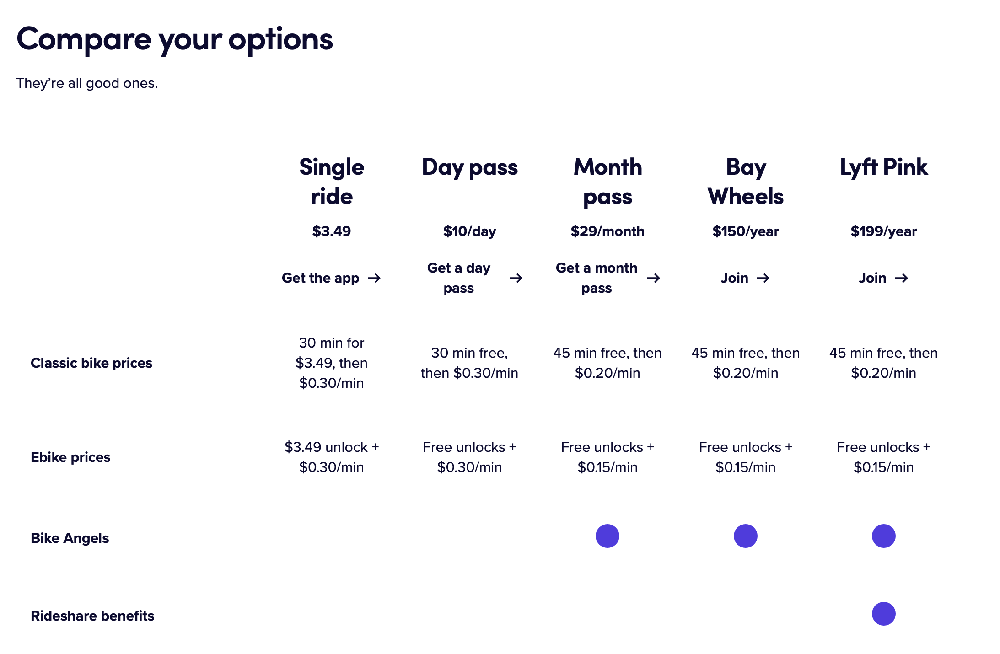 Compare your options
They’re all good ones.
Single
ride
Day pass
Month
pass
Bay
Wheels
Lyft Pink
$3.49
$10/day
$29/month
$150/year
$199/year
Get the app →
Get a day
pass →
Get a month
pass →
Join →
Join →
Classic bike prices
30 min for
$3.49, then
$0.30/min
30 min free,
then $0.30/min
45 min free, then
$0.20/min
45 min free, then
$0.20/min
45 min free, then
$0.20/min
Ebike prices
$3.49 unlock +
$0.30/min
Free unlocks +
$0.30/min
Free unlocks +
$0.15/min
Free unlocks +
$0.15/min
Free unlocks +
$0.15/min
Bike Angels
Rideshare benefits